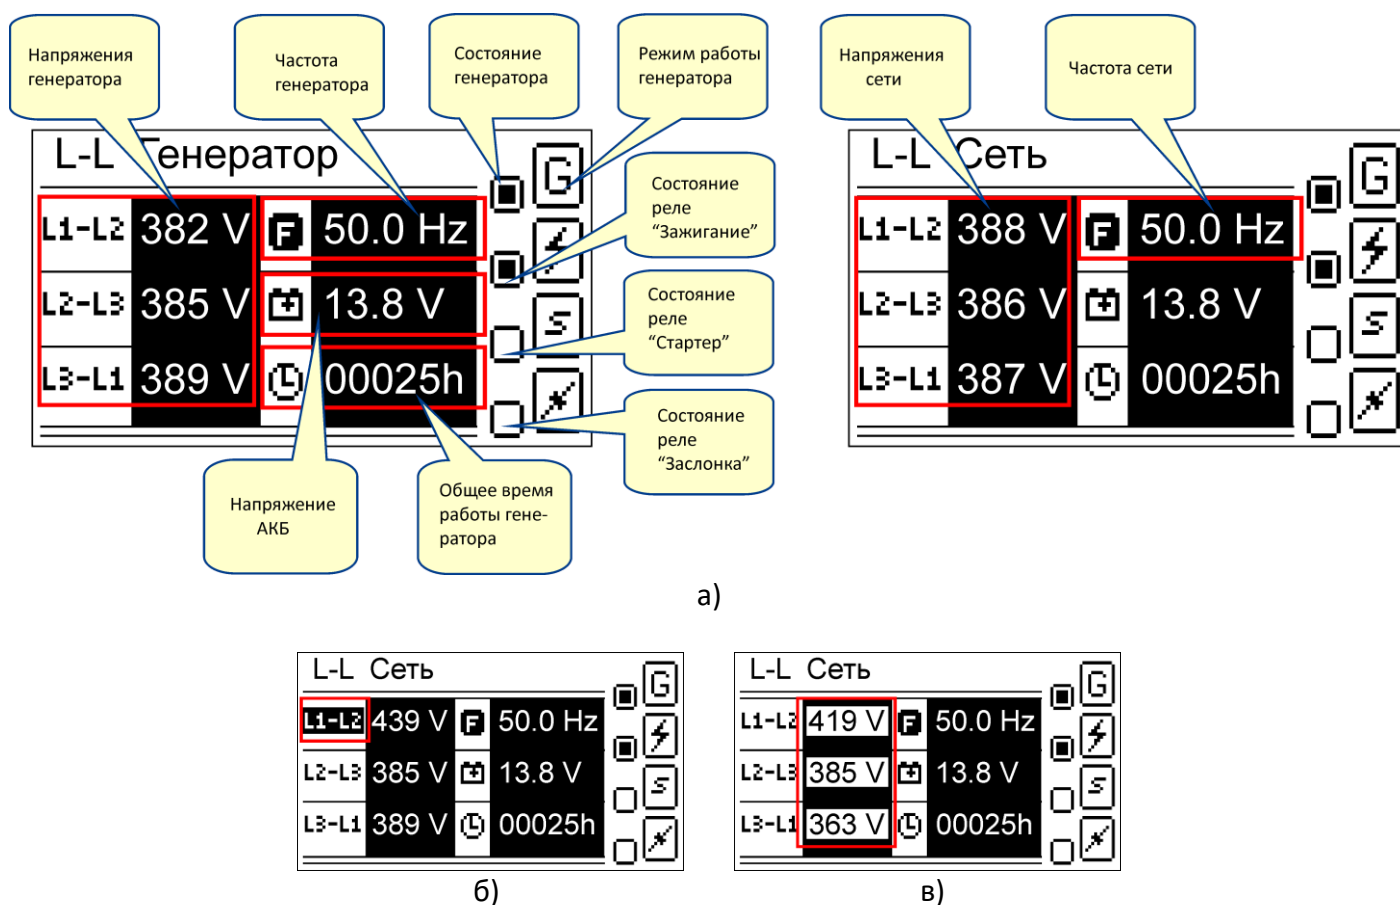 Напряжения
генератора
Частота
генератора
Состояние
генератора
Режим работы
генератора
Напряжения
сети
Частота сети
L-L Генератор
G
L1-L2 382 V F 50.0 Hz
L2-L3 385 V 13.8 V
S
L3-L1 389 V 00025h
Состояние
реле
“Зажигание”
Состояние
реле
“Стартер”
Состояние
реле
“Заслонка”
Напряжение
АКБ
Общее время
работы гене-
ратора
L-L Сеть
G
L1-L2 388 V F 50.0 Hz
L2-L3 386 V 13.8 V
S
L3-L1 387 V 00025h
а)
L-L Сеть
G
L1-L2 439 V F 50.0 Hz
L2-L3 385 V 13.8 V
S
L3-L1 389 V 00025h
б)
L-L Сеть
G
L1-L2 419 V F 50.0 Hz
L2-L3 385 V 13.8 V
S
L3-L1 363 V 00025h
в)